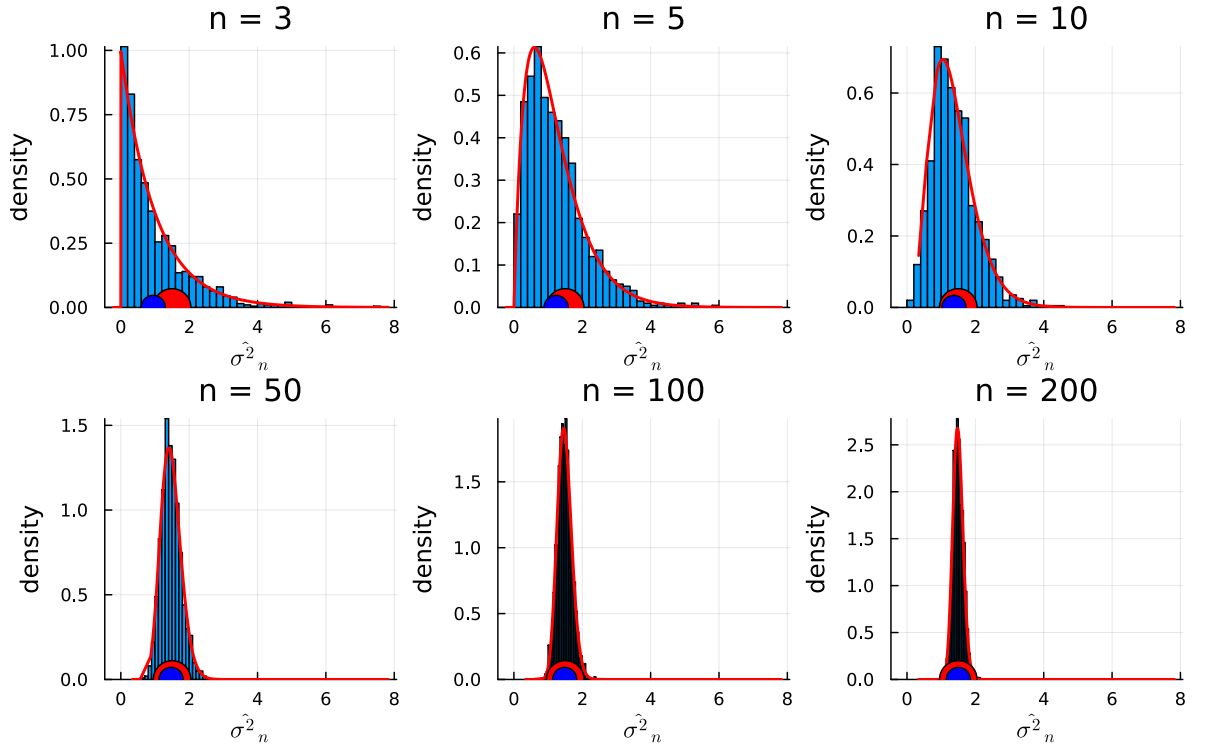 n = 3
n = 5
n = 10
density
1.00
0.75
0.50
0.25
0.00
0 2 4 6 8
σ̂²ₙ
density
0.6
0.5
0.4
0.3
0.2
0.1
0.0
0 2 4 6 8
σ̂²ₙ
density
0.6
0.4
0.2
0.0
0 2 4 6 8
σ̂²ₙ
n = 50
n = 100
n = 200
density
1.5
1.0
0.5
0.0
0 2 4 6 8
σ̂²ₙ
density
1.5
1.0
0.5
0.0
0 2 4 6 8
σ̂²ₙ
density
2.5
2.0
1.5
1.0
0.5
0.0
0 2 4 6 8
σ̂²ₙ